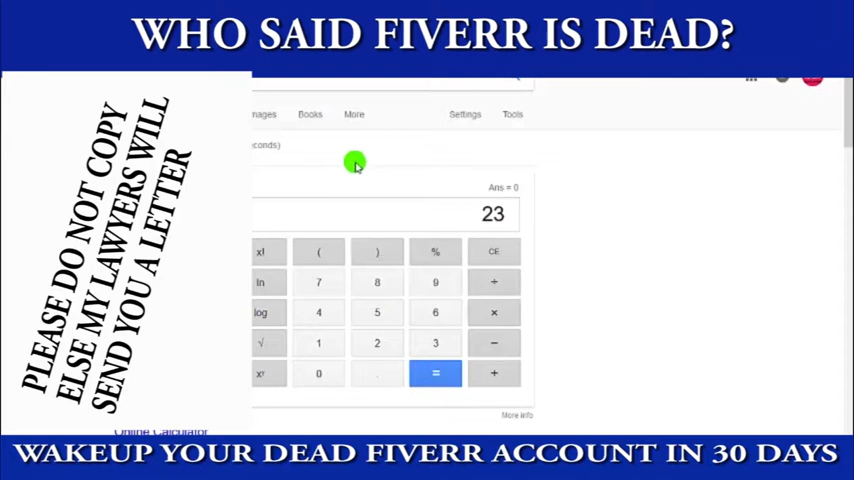 WHO SAID FIVERR IS DEAD?
PLEASE DO NOT COPY
ELSE MY LAWYERS WILL
SEND YOU A LETTER
mages Books More Settings Tools
econds)
Ans = 0
23
x! ( ) % CE
ln 7 8 9 ÷
log 4 5 6 ×
√ 1 2 3 −
xʸ 0 . = +
More info
Online Calculator
WAKEUP YOUR DEAD FIVERR ACCOUNT IN 30 DAYS